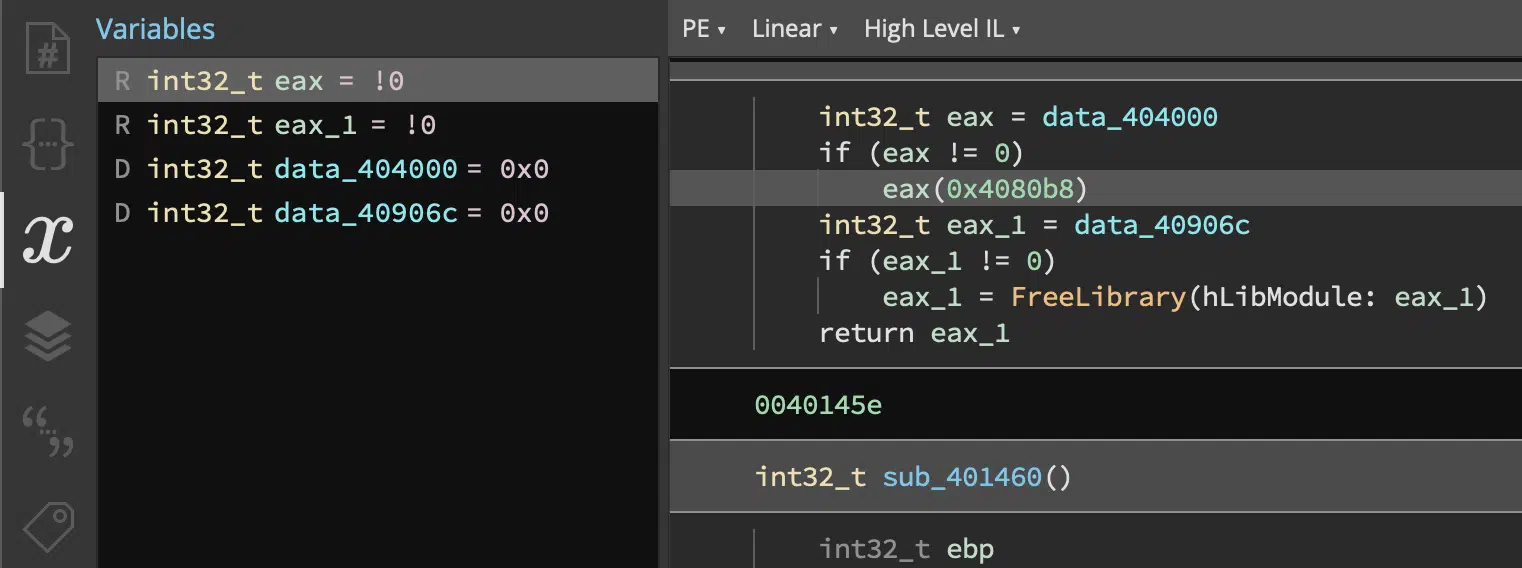 Variables
R int32_t eax = !0
R int32_t eax_1 = !0
D int32_t data_404000 = 0x0
D int32_t data_40906c = 0x0
PE ▾ Linear ▾ High Level IL ▾
int32_t eax = data_404000
if (eax != 0)
eax(0x4080b8)
int32_t eax_1 = data_40906c
if (eax_1 != 0)
eax_1 = FreeLibrary(hLibModule: eax_1)
return eax_1
0040145e
int32_t sub_401460()
int32_t ebp